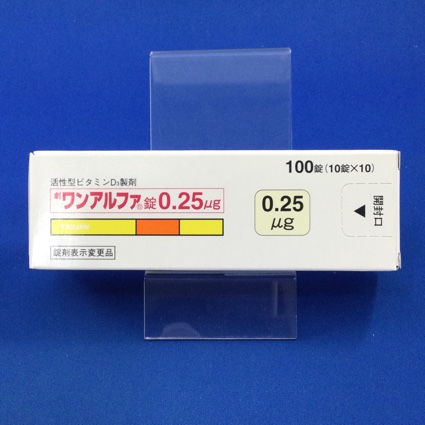 100錠(10錠×10)
活性型ビタミンD₃製剤
劇ワンアルファ®錠0.25μg
0.25
μg
開封口
TEIJIN
錠剤表示変更品